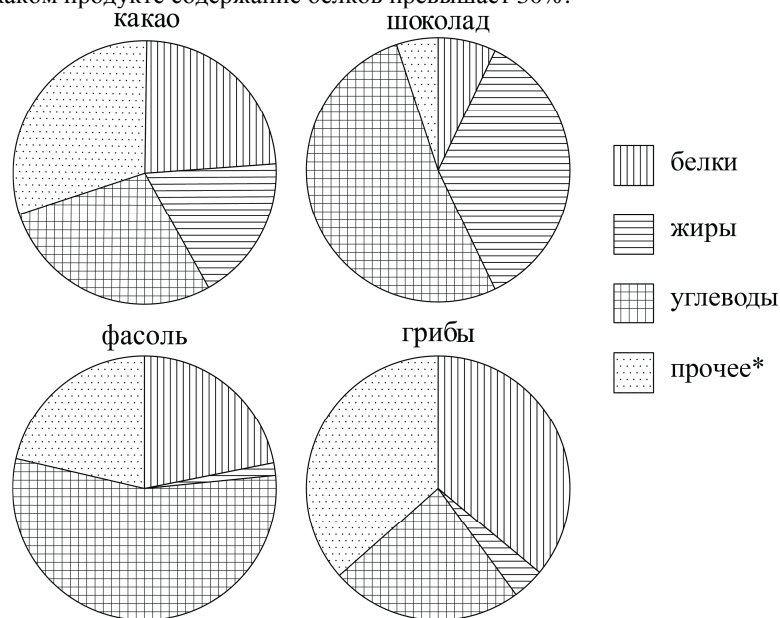 каком продукте содержание белков превышает 30%?
какао
шоколад
белки
жиры
углеводы
прочее*
фасоль
грибы